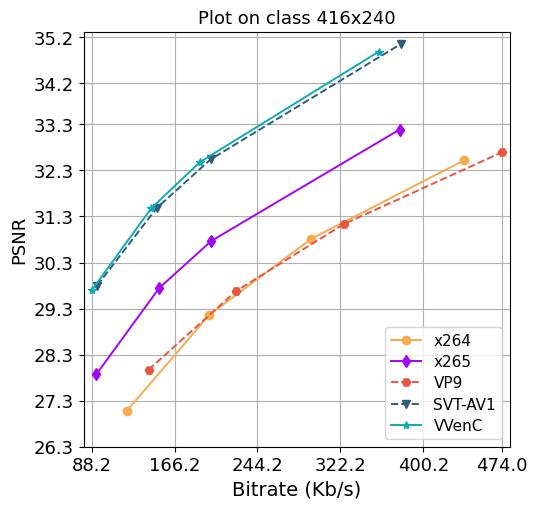 Plot on class 416x240
35.2
34.2
33.3
32.3
31.3
30.3
29.3
28.3
27.3
26.3
PSNR
x264
x265
VP9
SVT-AV1
VVenC
88.2 166.2 244.2 322.2 400.2 474.0
Bitrate (Kb/s)